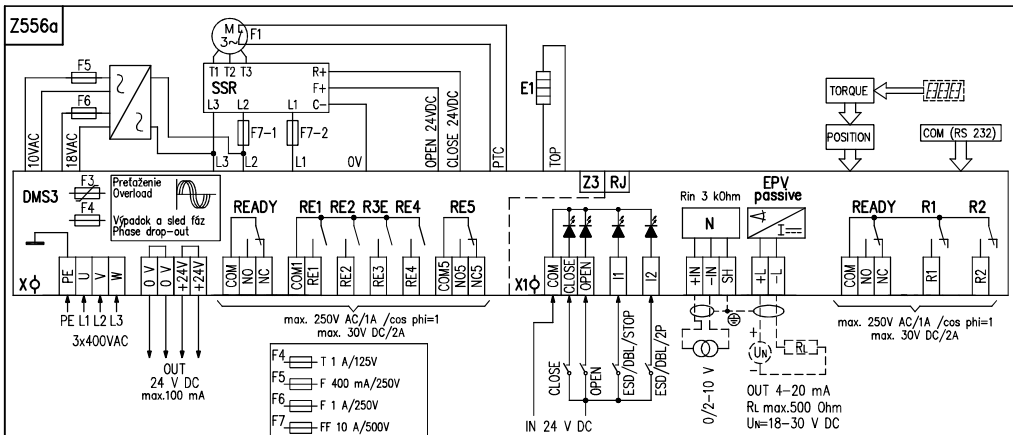 Z556a
M
3~
F1
T1 T2 T3
SSR
R+
F+
C-
L3 L2 L1
F5
F6
F7-1
F7-2
E1
TORQUE
POSITION
COM (RS 232)
10VAC
18VAC
L3
L2
L1
0V
OPEN 24VDC
CLOSE 24VDC
PTC
TOP
DMS3
F3
F4
Preťaženie
Overload
Výpadok a sled fáz
Phase drop-out
READY
RE1 RE2 R3E RE4
RE5
Z3 RJ
Rin 3 kOhm
N
EPV
passive
READY
R1
R2
X
PE
U
V
W
0 V
0 V
+24V
+24V
COM
NO
NC
COM1
RE1
RE2
RE3
RE4
COM5
NO5
NC5
X1
COM
CLOSE
OPEN
I1
I2
+IN
-IN
SH
+L
-L
COM
NO
NC
R1
R2
PE L1 L2 L3
3x400VAC
OUT
24 V DC
max.100 mA
max. 250V AC/1A /cos phi=1
max. 30V DC/2A
F4 T 1 A/125V
F5 F 400 mA/250V
F6 F 1 A/250V
F7 FF 10 A/500V
CLOSE
OPEN
ESD/DBL/STOP
ESD/DBL/2P
IN 24 V DC
0/2-10 V
+
UN
-
RL
OUT 4-20 mA
RL max.500 Ohm
UN=18-30 V DC
max. 250V AC/1A /cos phi=1
max. 30V DC/2A